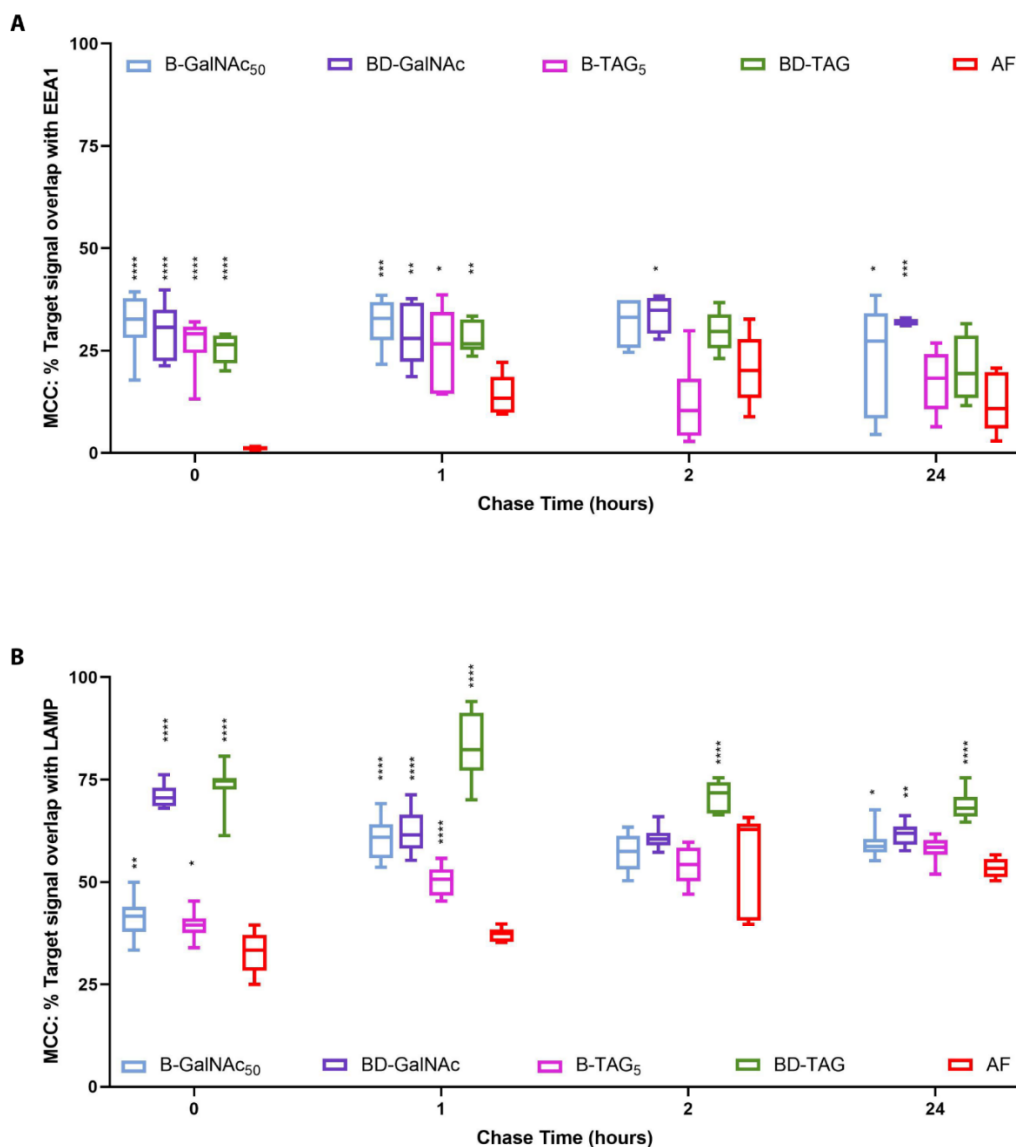 A
MCC: % Target signal overlap with EEA1
100
75
50
25
0
B-GalNAc₅₀ BD-GalNAc B-TAG₅ BD-TAG AF
**** **** **** ****
*** ** * **
*
* ***
0 1 2 24
Chase Time (hours)
B
MCC: % Target signal overlap with LAMP
100
75
50
25
0
** **** * ****
**** **** **** ****
****
* ** ****
B-GalNAc₅₀ BD-GalNAc B-TAG₅ BD-TAG AF
0 1 2 24
Chase Time (hours)